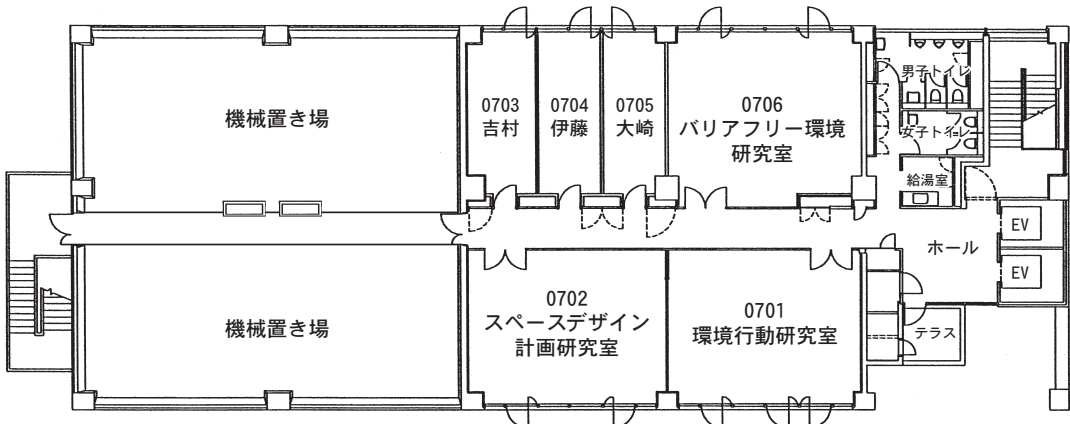 機械置き場
0703
吉村
0704
伊藤
0705
大崎
0706
バリアフリー環境
研究室
男子トイレ
女子トイレ
給湯室
EV
ホール
EV
機械置き場
0702
スペースデザイン
計画研究室
0701
環境行動研究室
テラス